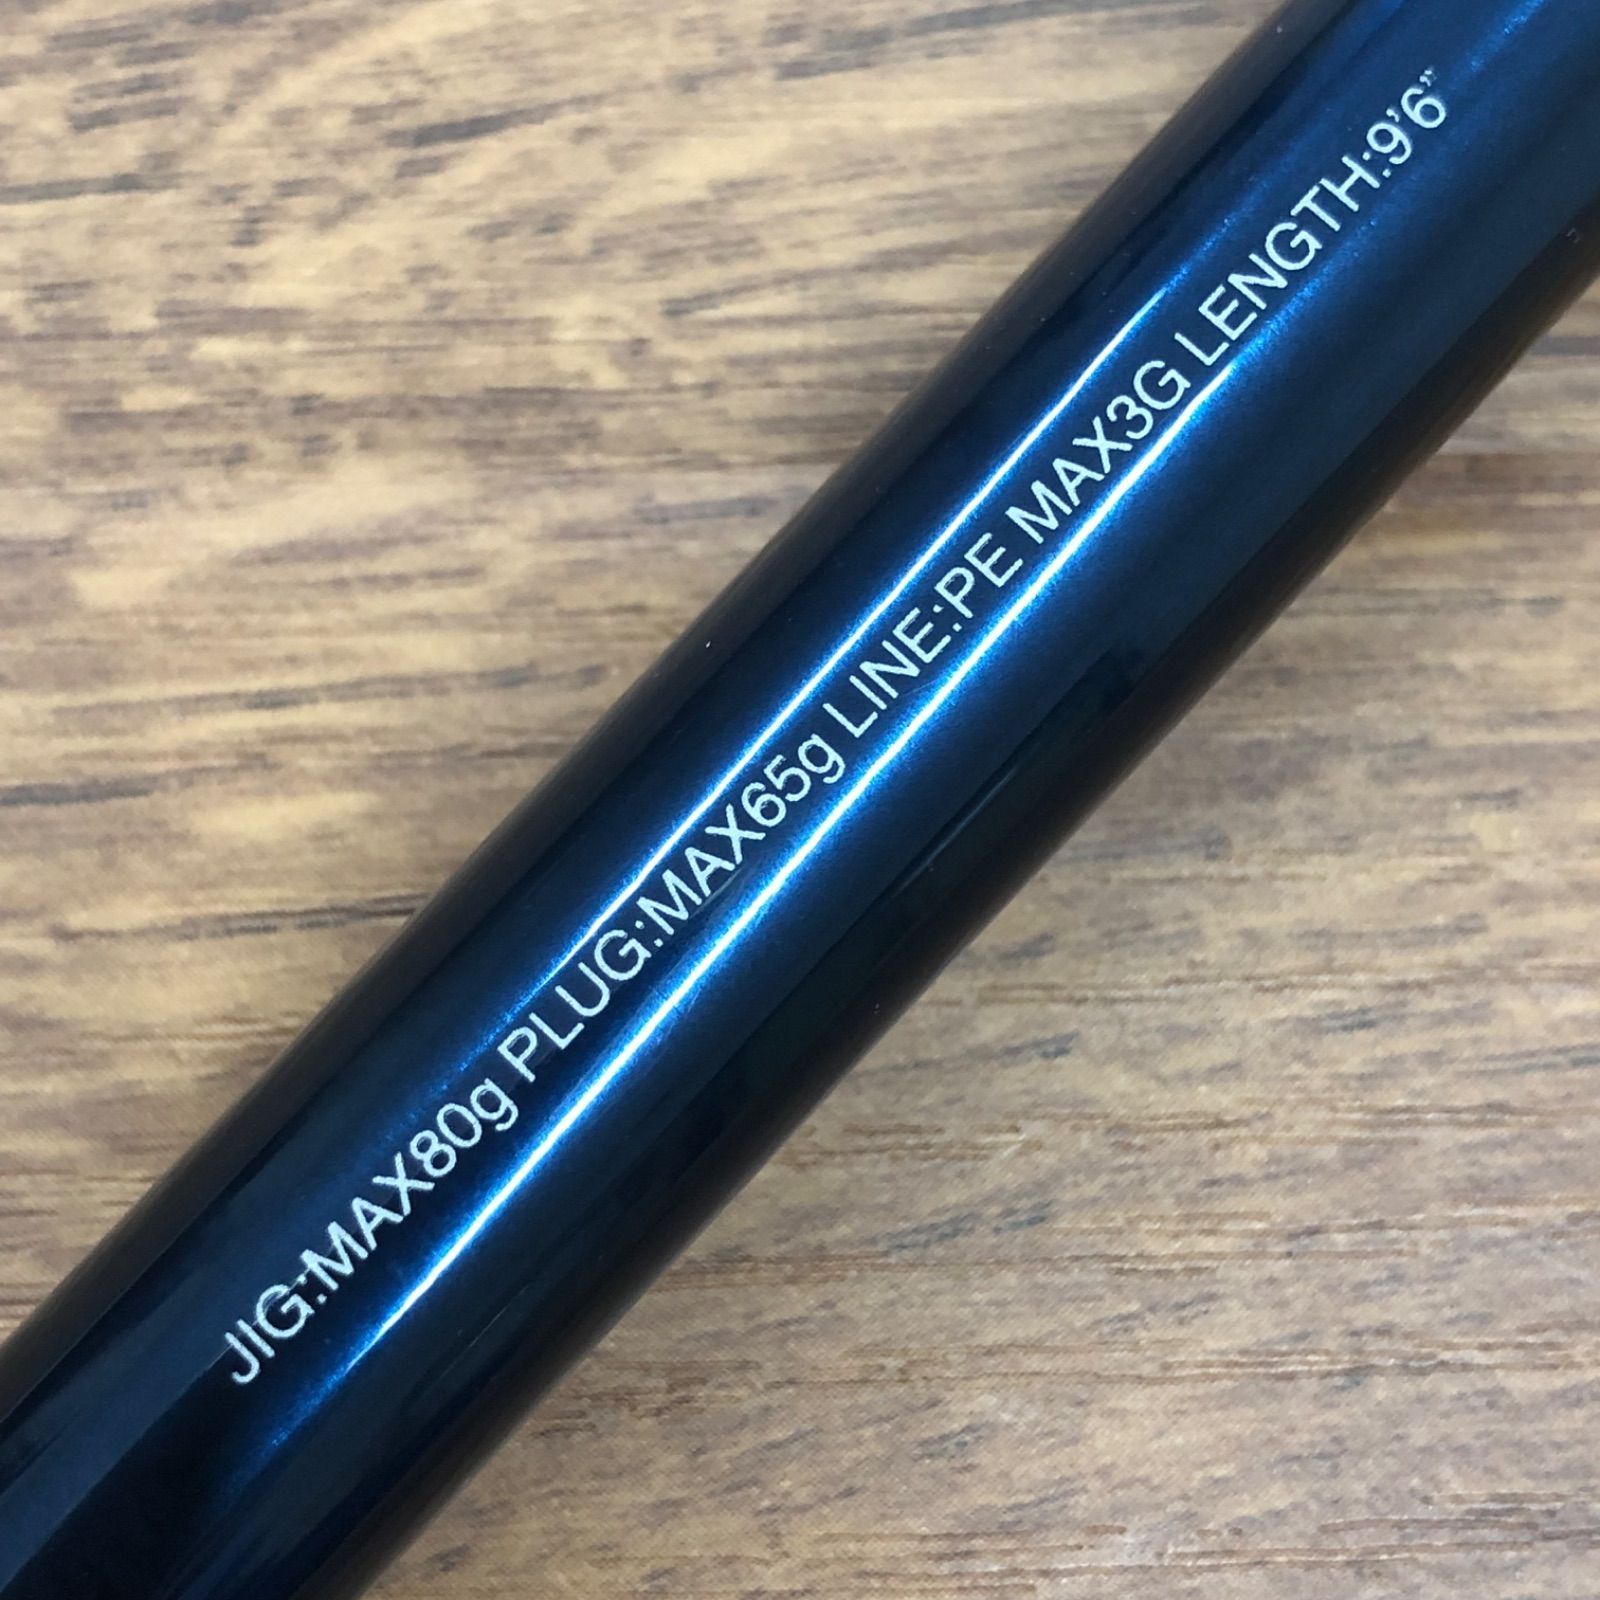 JIG:MAX80g PLUG:MAX65g LINE:PE MAX3G LENGTH:9'6"